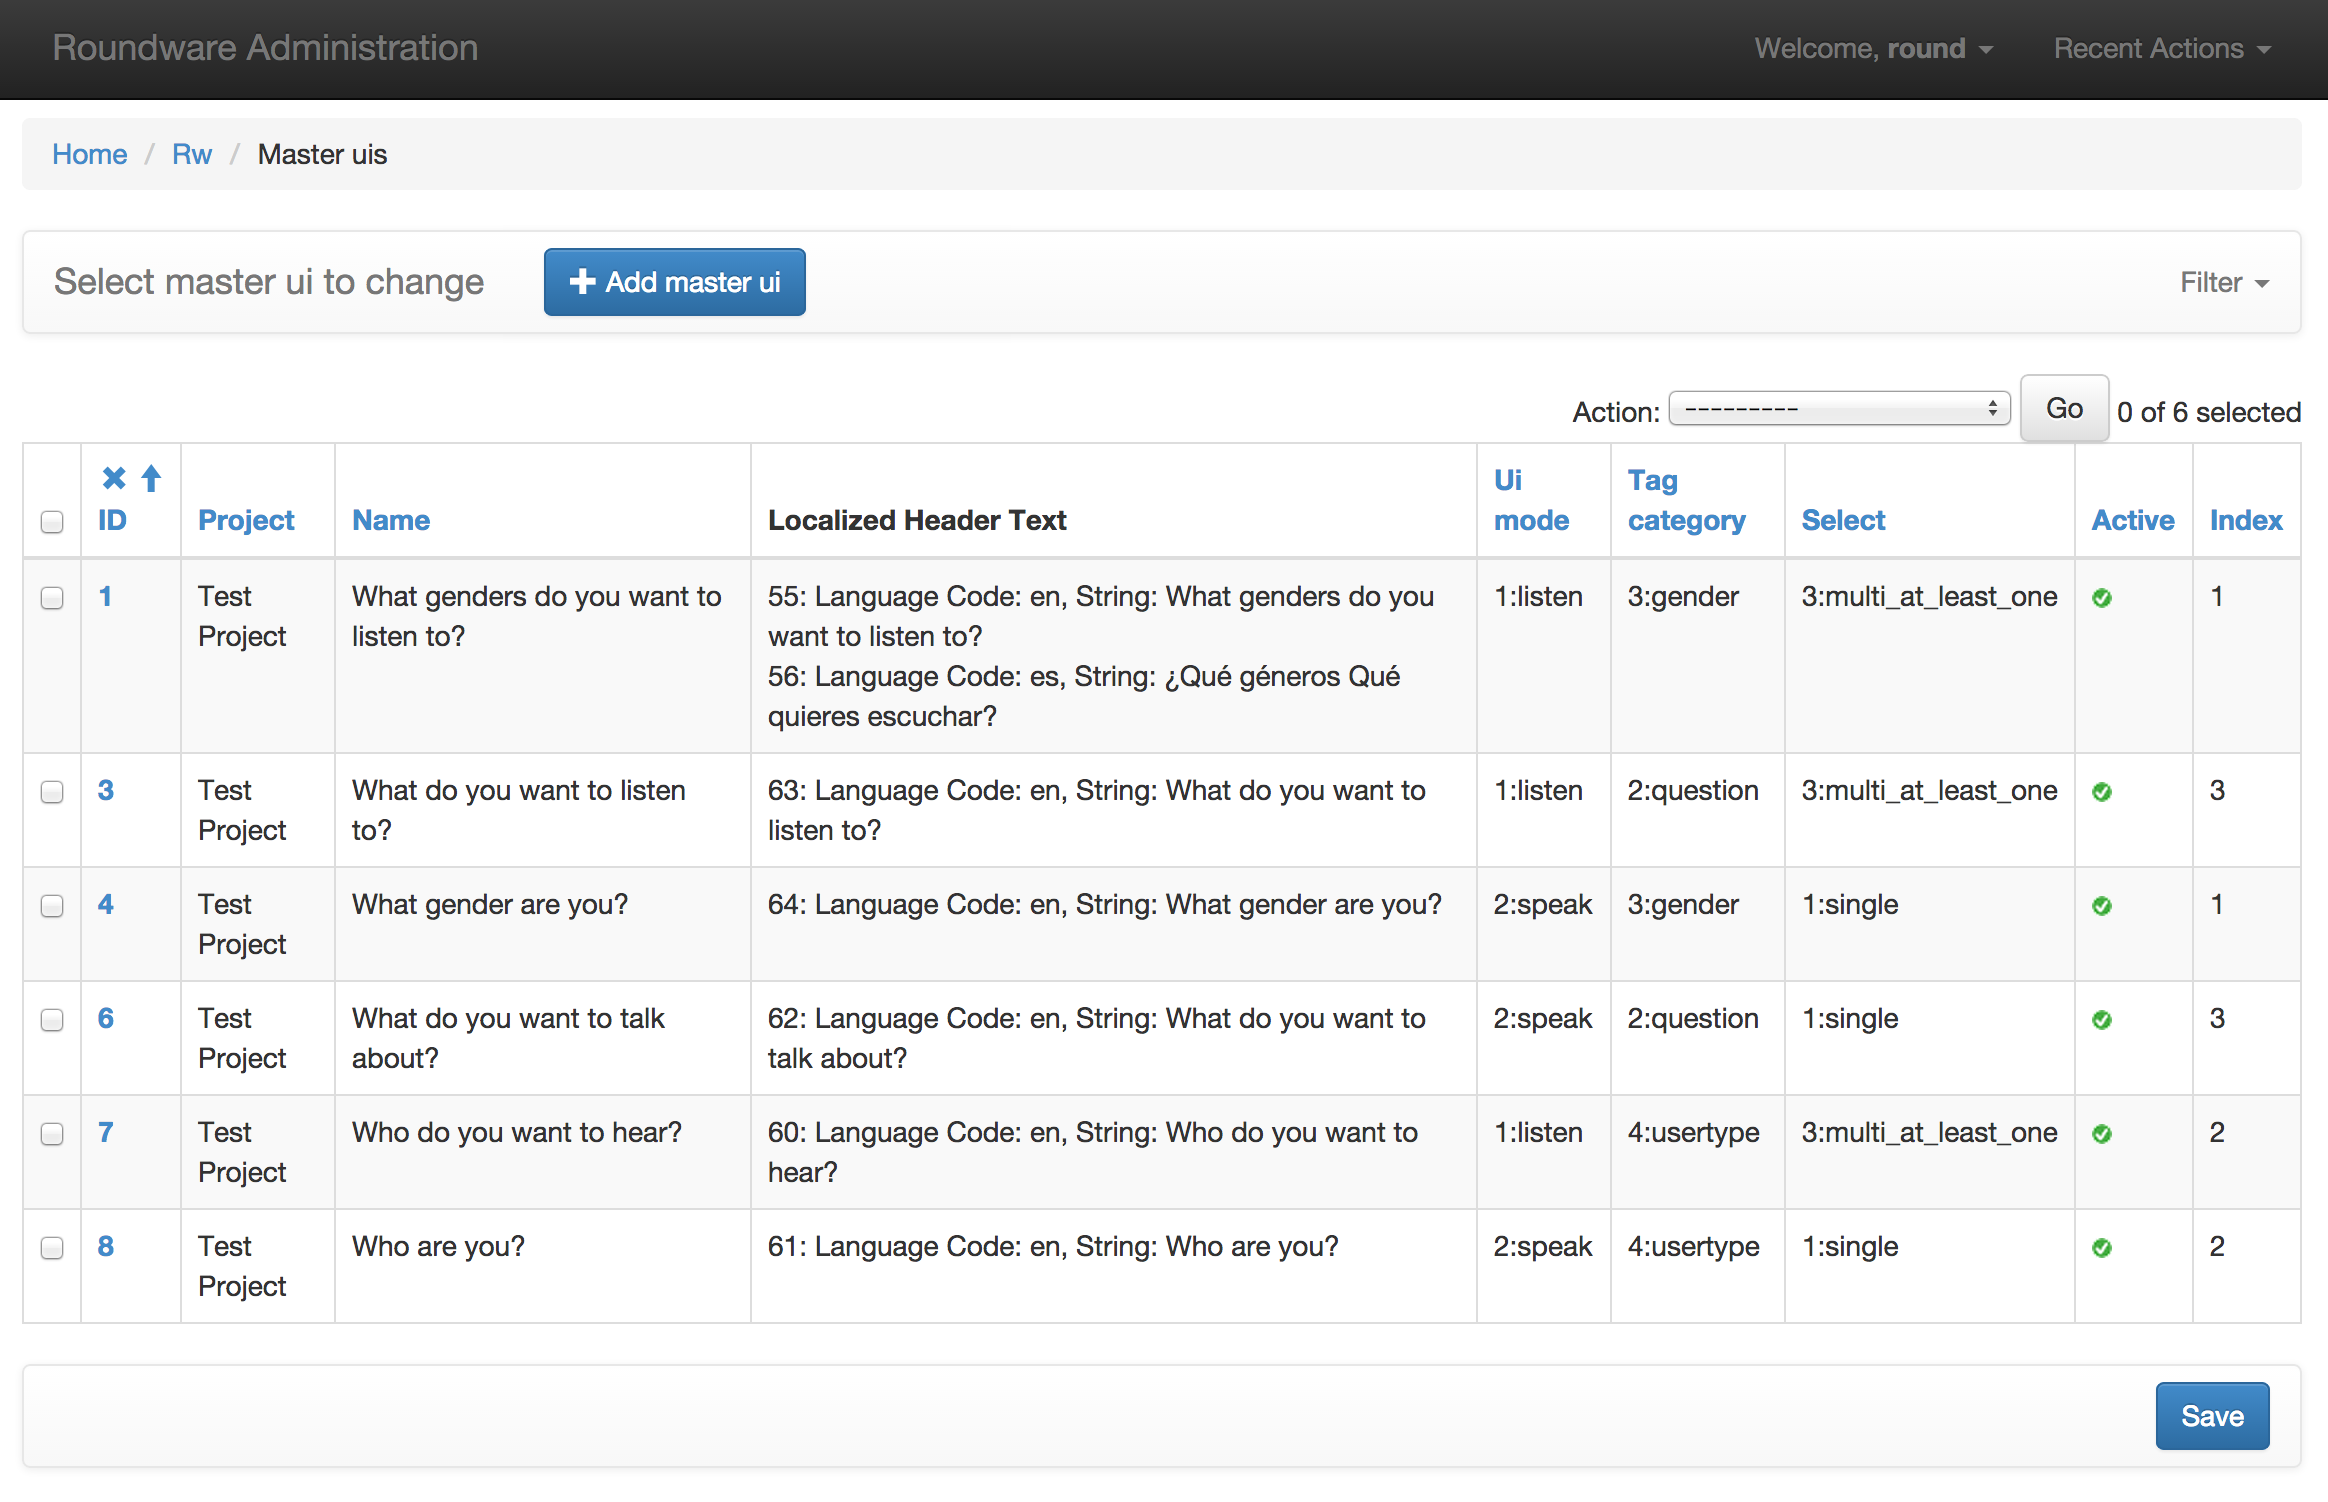 Roundware Administration
Welcome, round
Recent Actions
Home / Rw / Master uis
Select master ui to change
Add master ui
Filter
Action: --------- Go 0 of 6 selected
ID Project Name Localized Header Text Ui mode Tag category Select Active Index
1
Test
Project
What genders do you want to
listen to?
55: Language Code: en, String: What genders do you
want to listen to?
56: Language Code: es, String: ¿Qué géneros Qué
quieres escuchar?
1:listen
3:gender
3:multi_at_least_one
1
3
Test
Project
What do you want to listen
to?
63: Language Code: en, String: What do you want to
listen to?
1:listen
2:question
3:multi_at_least_one
3
4
Test
Project
What gender are you?
64: Language Code: en, String: What gender are you?
2:speak
3:gender
1:single
1
6
Test
Project
What do you want to talk
about?
62: Language Code: en, String: What do you want to
talk about?
2:speak
2:question
1:single
3
7
Test
Project
Who do you want to hear?
60: Language Code: en, String: Who do you want to
hear?
1:listen
4:usertype
3:multi_at_least_one
2
8
Test
Project
Who are you?
61: Language Code: en, String: Who are you?
2:speak
4:usertype
1:single
2
Save